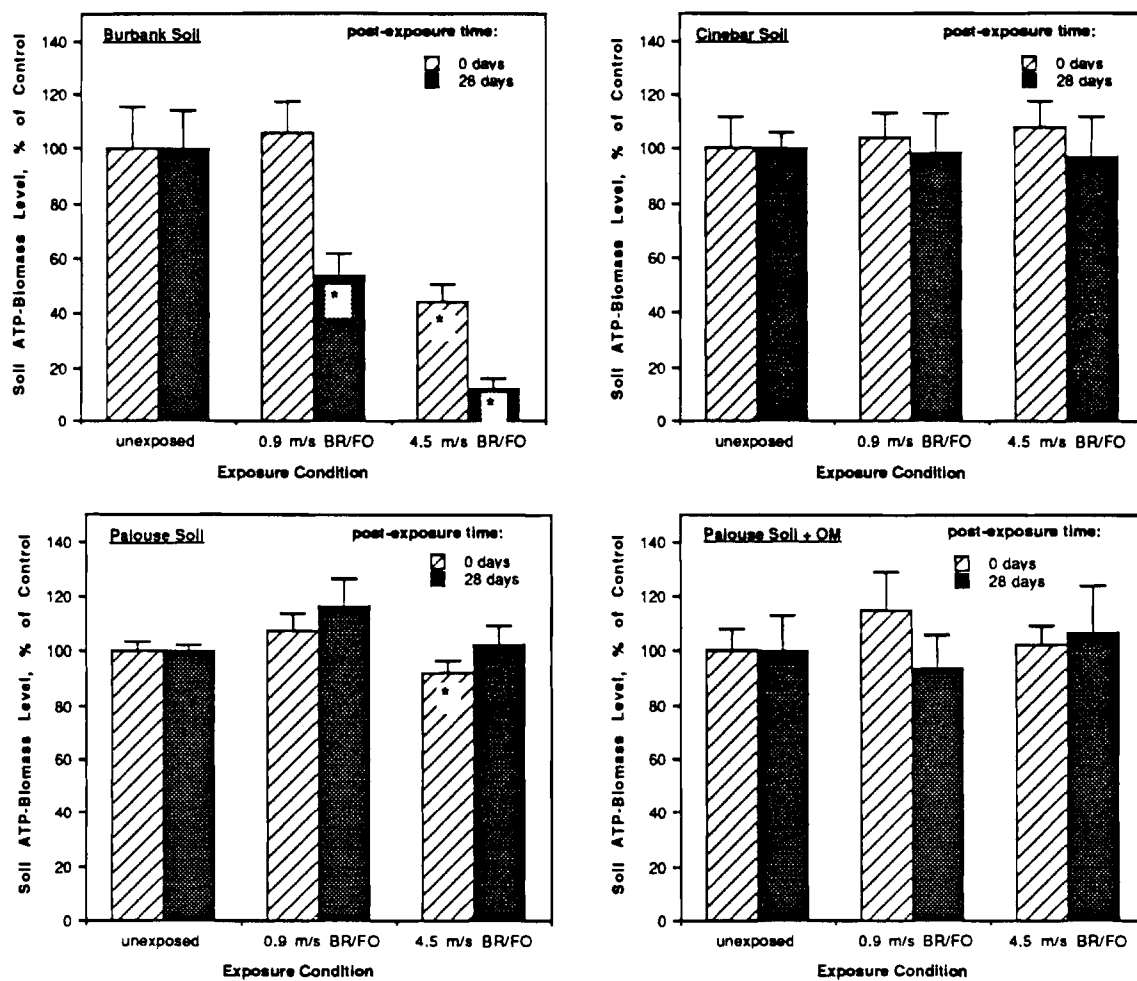 Burbank Soil
post-exposure time:
0 days
28 days
Soil ATP-Biomass Level, % of Control
140
120
100
80
60
40
20
0
*
*
*
unexposed
0.9 m/s BR/FO
4.5 m/s BR/FO
Exposure Condition
Cinebar Soil
post-exposure time:
0 days
28 days
Soil ATP-Biomass Level, % of Control
140
120
100
80
60
40
20
0
unexposed
0.9 m/s BR/FO
4.5 m/s BR/FO
Exposure Condition
Palouse Soil
post-exposure time:
0 days
28 days
Soil ATP-Biomass Level, % of Control
140
120
100
80
60
40
20
0
*
unexposed
0.9 m/s BR/FO
4.5 m/s BR/FO
Exposure Condition
Palouse Soil + OM
post-exposure time:
0 days
28 days
Soil ATP-Biomass Level, % of Control
140
120
100
80
60
40
20
0
unexposed
0.9 m/s BR/FO
4.5 m/s BR/FO
Exposure Condition